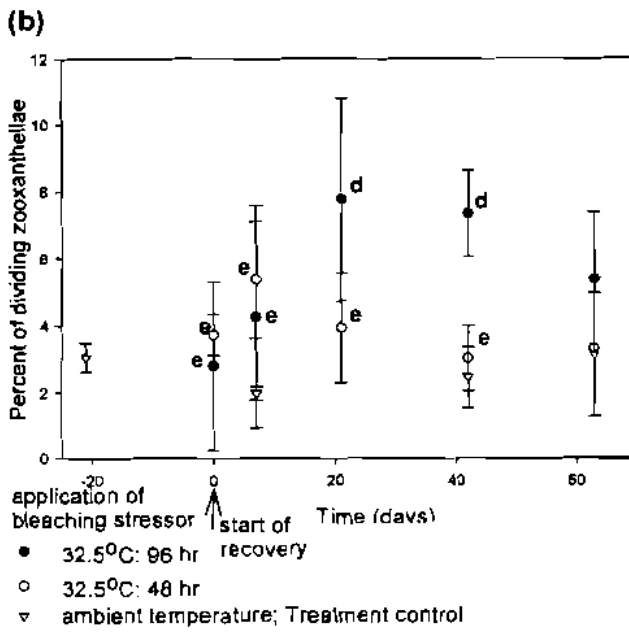 (b)
Percent of dividing zooxanthellae
12
10
8
6
4
2
0
d
d
e
e
e
e
e
e
-20
0
20
40
60
Time (days)
application of
bleaching stressor
start of
recovery
● 32.5°C: 96 hr
○ 32.5°C: 48 hr
▽ ambient temperature; Treatment control